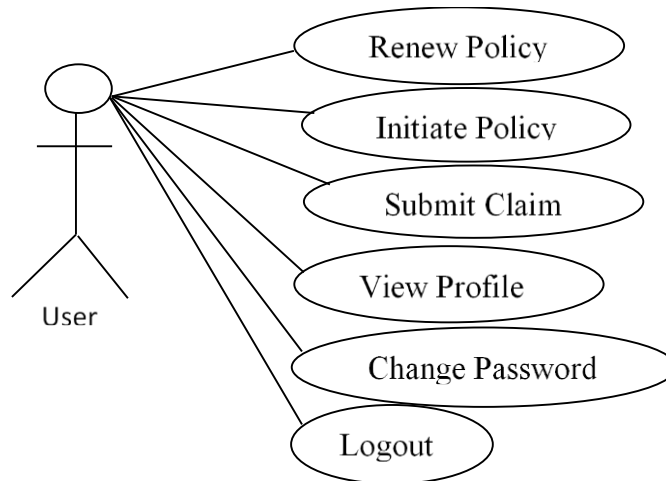 Renew Policy
Initiate Policy
Submit Claim
View Profile
User
Change Password
Logout